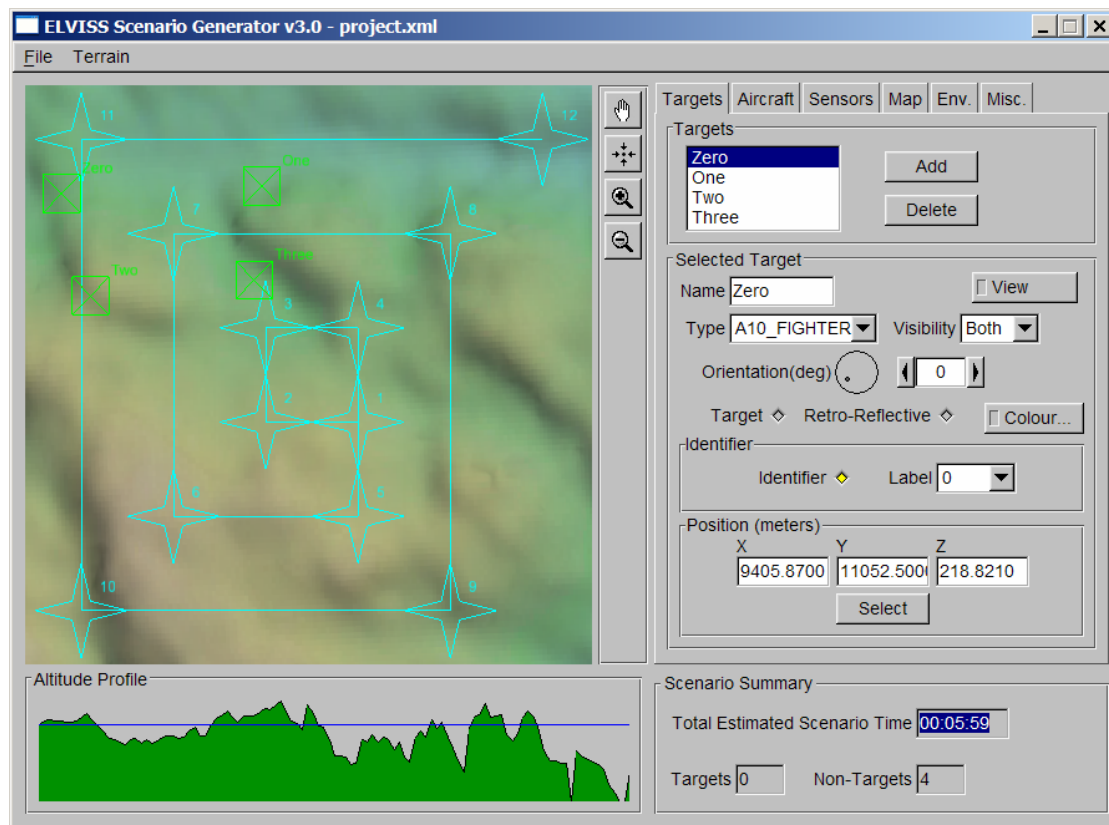 ELVISS Scenario Generator v3.0 - project.xml
File Terrain
11
12
Zero
One
7
8
Two
Three
3
4
2
1
6
5
10
9
Targets Aircraft Sensors Map Env. Misc.
Targets
Zero
One
Two
Three
Add
Delete
Selected Target
Name Zero
View
Type A10_FIGHTER Visibility Both
Orientation(deg) 0
Target Retro-Reflective Colour...
Identifier
Identifier Label 0
Position (meters)
X Y Z
9405.8700 11052.5000 218.8210
Select
Altitude Profile
Scenario Summary
Total Estimated Scenario Time 00:05:59
Targets 0 Non-Targets 4